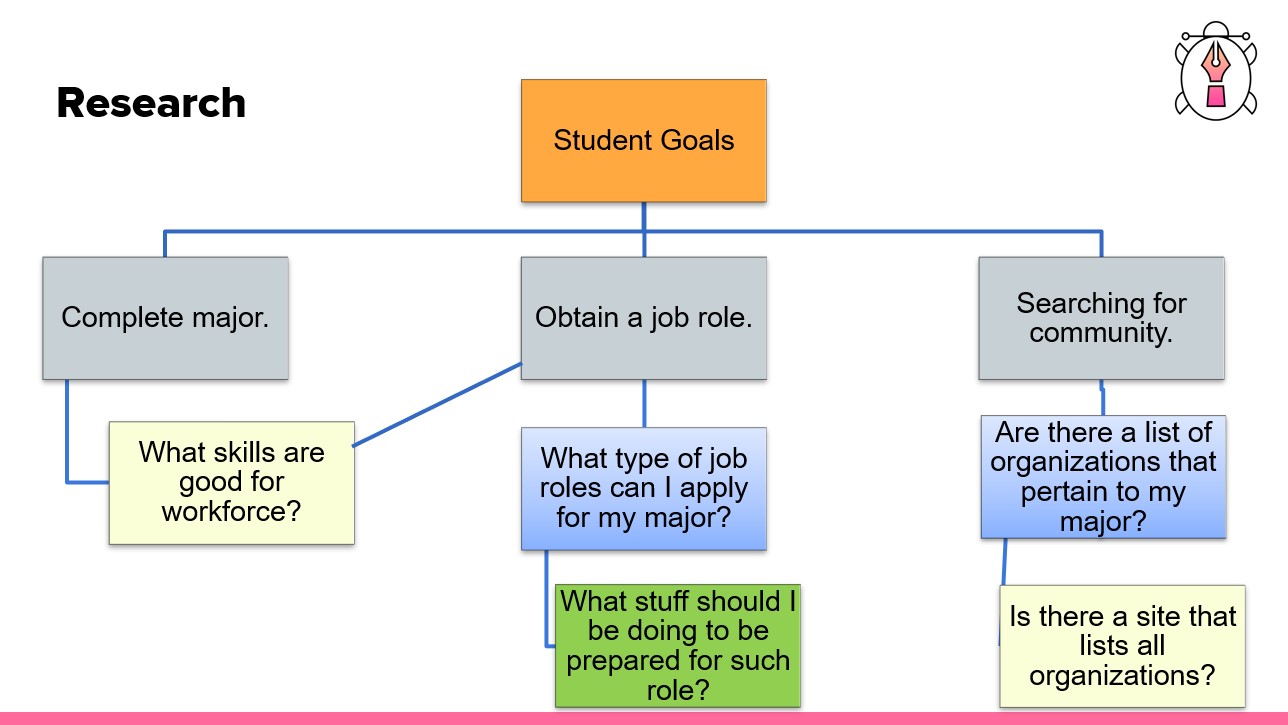 Research
Student Goals
Complete major.
Obtain a job role.
Searching for
community.
What skills are
good for
workforce?
What type of job
roles can I apply
for my major?
What stuff should I
be doing to be
prepared for such
role?
Are there a list of
organizations that
pertain to my
major?
Is there a site that
lists all
organizations?